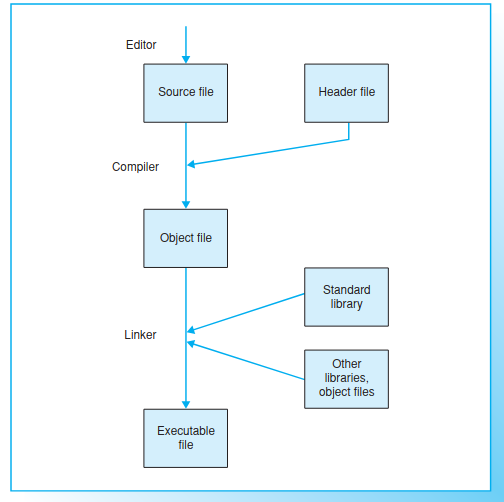 Editor
Source file
Header file
Compiler
Object file
Standard
library
Linker
Other
libraries,
object files
Executable
file